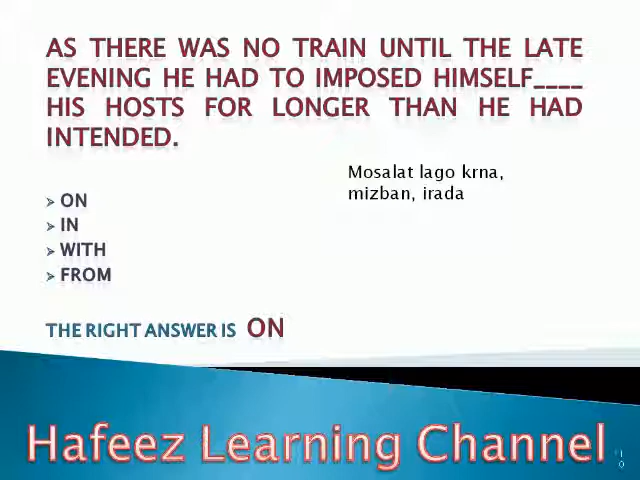 AS THERE WAS NO TRAIN UNTIL THE LATE
EVENING HE HAD TO IMPOSED HIMSELF____
HIS HOSTS FOR LONGER THAN HE HAD
INTENDED.
Mosalat lago krna,
mizban, irada
ON
IN
WITH
FROM
THE RIGHT ANSWER IS ON
Hafeez Learning Channel
10